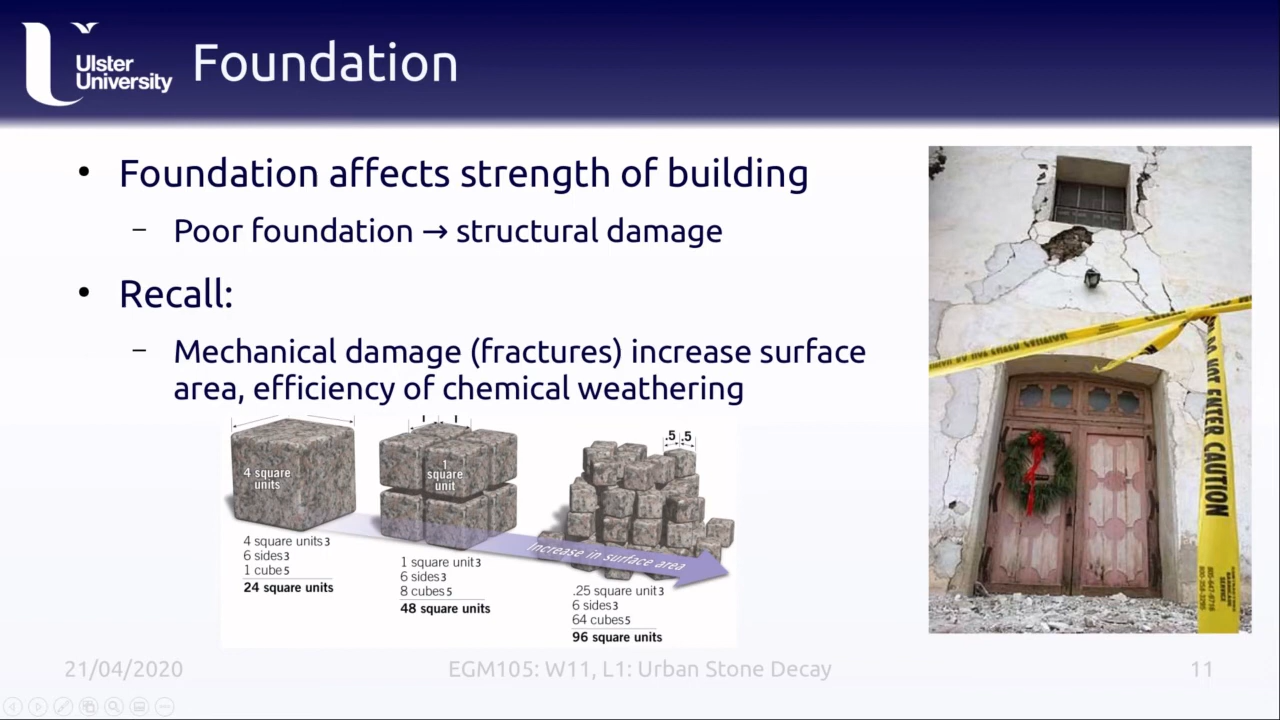 Ulster
University
Foundation
• Foundation affects strength of building
– Poor foundation → structural damage
• Recall:
– Mechanical damage (fractures) increase surface
area, efficiency of chemical weathering
4 square
units
1
square
unit
.5 .5
Increase in surface area
4 square units3
6 sides3
1 cube5
24 square units
1 square unit3
6 sides3
8 cubes5
48 square units
.25 square unit3
6 sides3
64 cubes5
96 square units
DO NOT ENTER CAUTION
21/04/2020
EGM105: W11, L1: Urban Stone Decay
11